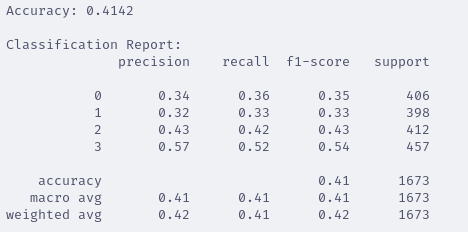 Accuracy: 0.4142
Classification Report:
precision recall f1-score support
0 0.34 0.36 0.35 406
1 0.32 0.33 0.33 398
2 0.43 0.42 0.43 412
3 0.57 0.52 0.54 457
accuracy 0.41 1673
macro avg 0.41 0.41 0.41 1673
weighted avg 0.42 0.41 0.42 1673